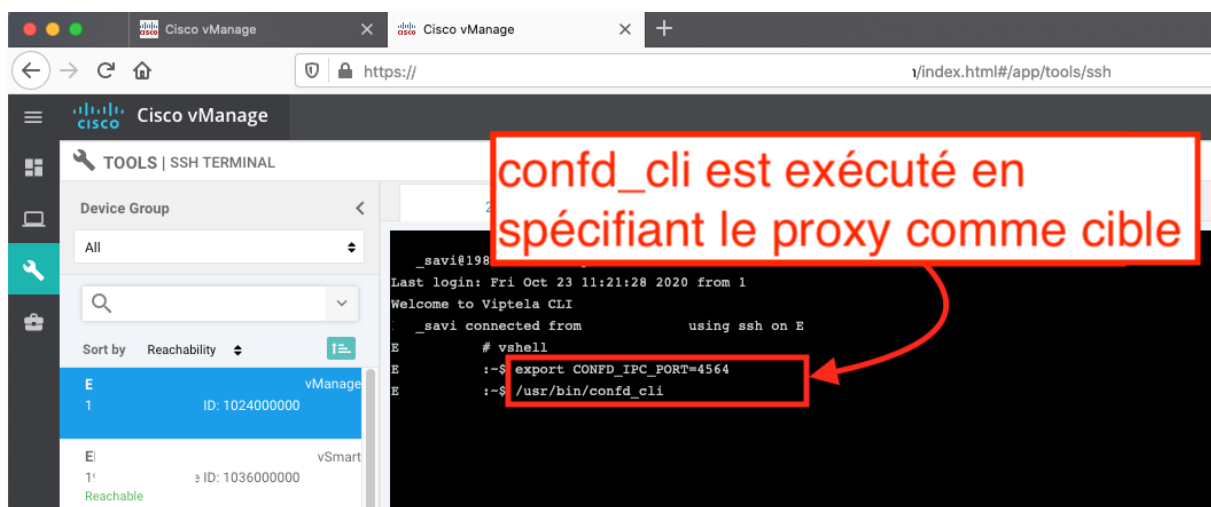 Cisco vManage
Cisco vManage
https:// /index.html#/app/tools/ssh
cisco Cisco vManage
TOOLS | SSH TERMINAL
confd_cli est exécuté en
spécifiant le proxy comme cible
Device Group
All
Sort by Reachability
E vManage
1 ID: 1024000000
E vSmart
ID: 1036000000
Reachable
_savi@198
Last login: Fri Oct 23 11:21:28 2020 from 1
Welcome to Viptela CLI
_savi connected from using ssh on E
E # vshell
E :~$ export CONFD_IPC_PORT=4564
E :~$ /usr/bin/confd_cli